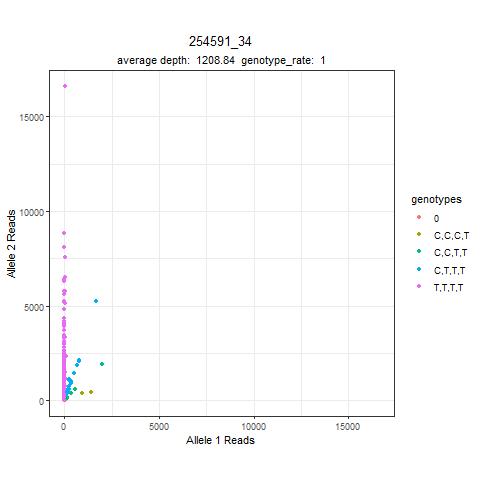 254591_34
average depth:  1208.84  genotype_rate:  1
Allele 2 Reads
15000
10000
5000
0
0
5000
10000
15000
Allele 1 Reads
genotypes
0
C,C,C,T
C,C,T,T
C,T,T,T
T,T,T,T